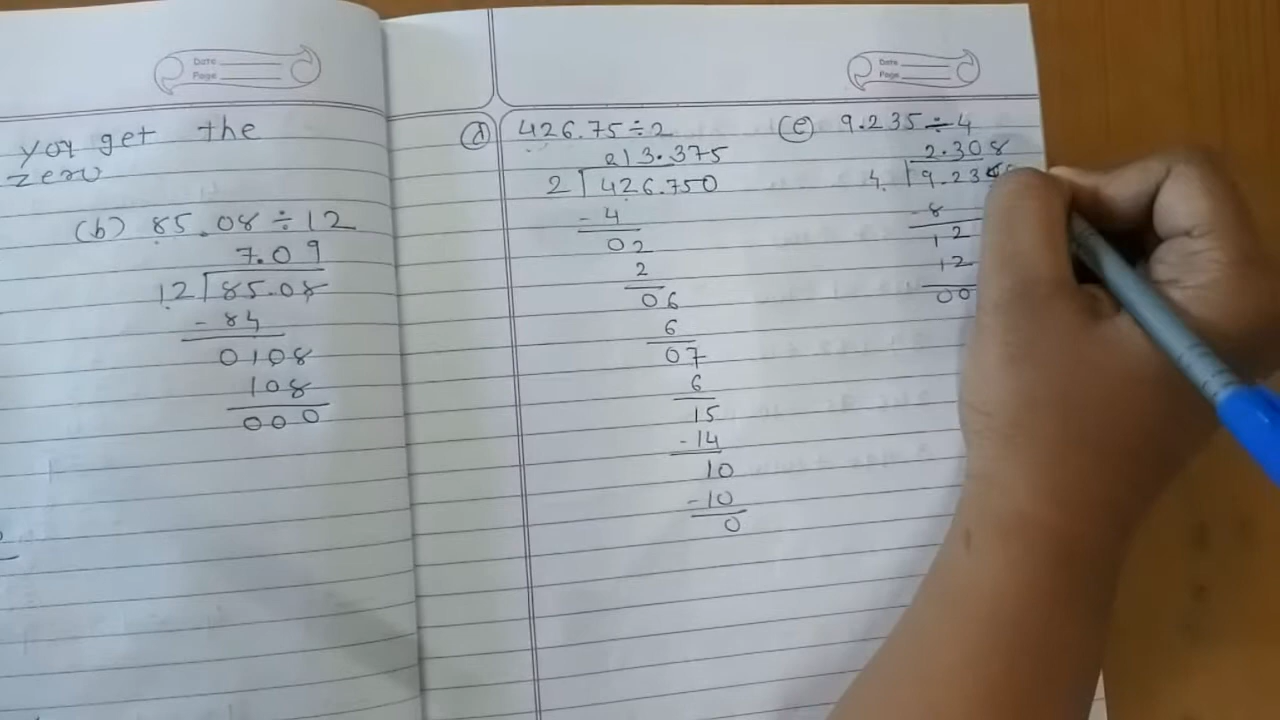 Date
Page
you get the
zero
(b) 85.08 ÷ 12
7.09
12 85.08
- 84
0108
108
000
Date
Page
(d) 426.75 ÷ 2
213.375
2 426.750
- 4
02
2
06
6
07
6
15
- 14
10
- 10
0
(e) 9.235 ÷ 4
2.308
4 9.23
- 8
12
12
00